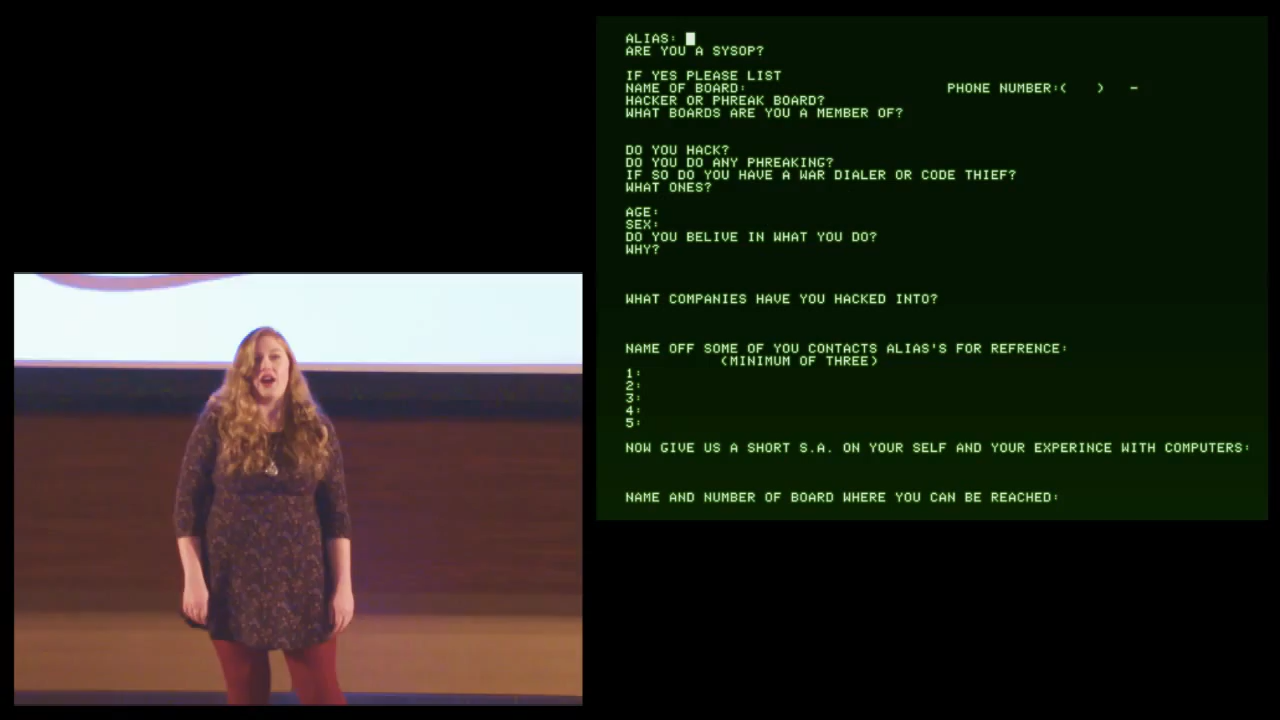 ALIAS:
ARE YOU A SYSOP?
IF YES PLEASE LIST
NAME OF BOARD: PHONE NUMBER:( ) -
HACKER OR PHREAK BOARD?
WHAT BOARDS ARE YOU A MEMBER OF?
DO YOU HACK?
DO YOU DO ANY PHREAKING?
IF SO DO YOU HAVE A WAR DIALER OR CODE THIEF?
WHAT ONES?
AGE:
SEX:
DO YOU BELIVE IN WHAT YOU DO?
WHY?
WHAT COMPANIES HAVE YOU HACKED INTO?
NAME OFF SOME OF YOU CONTACTS ALIAS'S FOR REFRENCE:
(MINIMUM OF THREE)
1:
2:
3:
4:
5:
NOW GIVE US A SHORT S.A. ON YOUR SELF AND YOUR EXPERINCE WITH COMPUTERS:
NAME AND NUMBER OF BOARD WHERE YOU CAN BE REACHED: